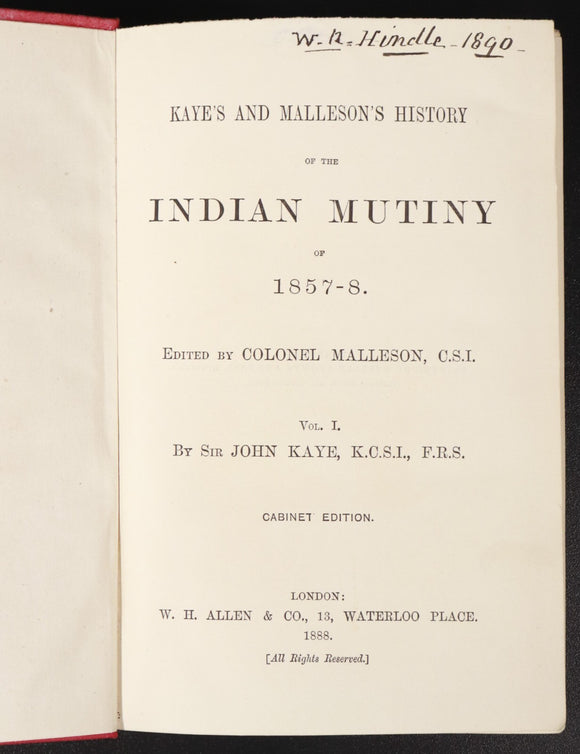 W. R. Hindle - 1890 -
KAYE'S AND MALLESON'S HISTORY
OF THE
INDIAN MUTINY
OF
1857-8.
EDITED BY COLONEL MALLESON, C.S.I.
VOL. I.
BY SIR JOHN KAYE, K.C.S.I., F.R.S.
CABINET EDITION.
LONDON:
W. H. ALLEN & CO., 13, WATERLOO PLACE.
1888.
[All Rights Reserved.]